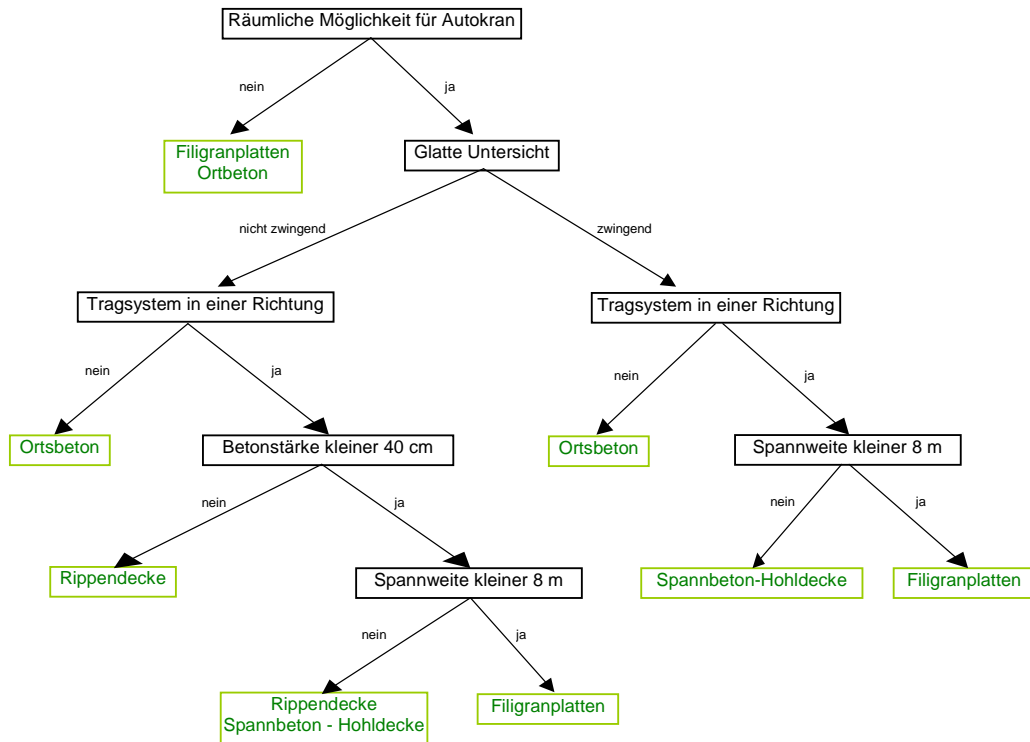 Räumliche Möglichkeit für Autokran
nein
ja
Filigranplatten
Ortbeton
Glatte Untersicht
nicht zwingend
zwingend
Tragsystem in einer Richtung
Tragsystem in einer Richtung
nein
ja
nein
ja
Ortsbeton
Betonstärke kleiner 40 cm
Ortsbeton
Spannweite kleiner 8 m
nein
ja
nein
ja
Rippendecke
Spannweite kleiner 8 m
Spannbeton-Hohldecke
Filigranplatten
nein
ja
Rippendecke
Spannbeton - Hohldecke
Filigranplatten